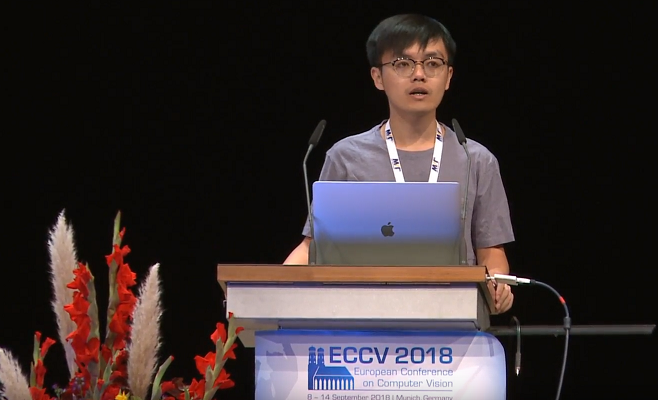 ECCV 2018
European Conference
on Computer Vision
8 – 14 September 2018 | Munich, Germany